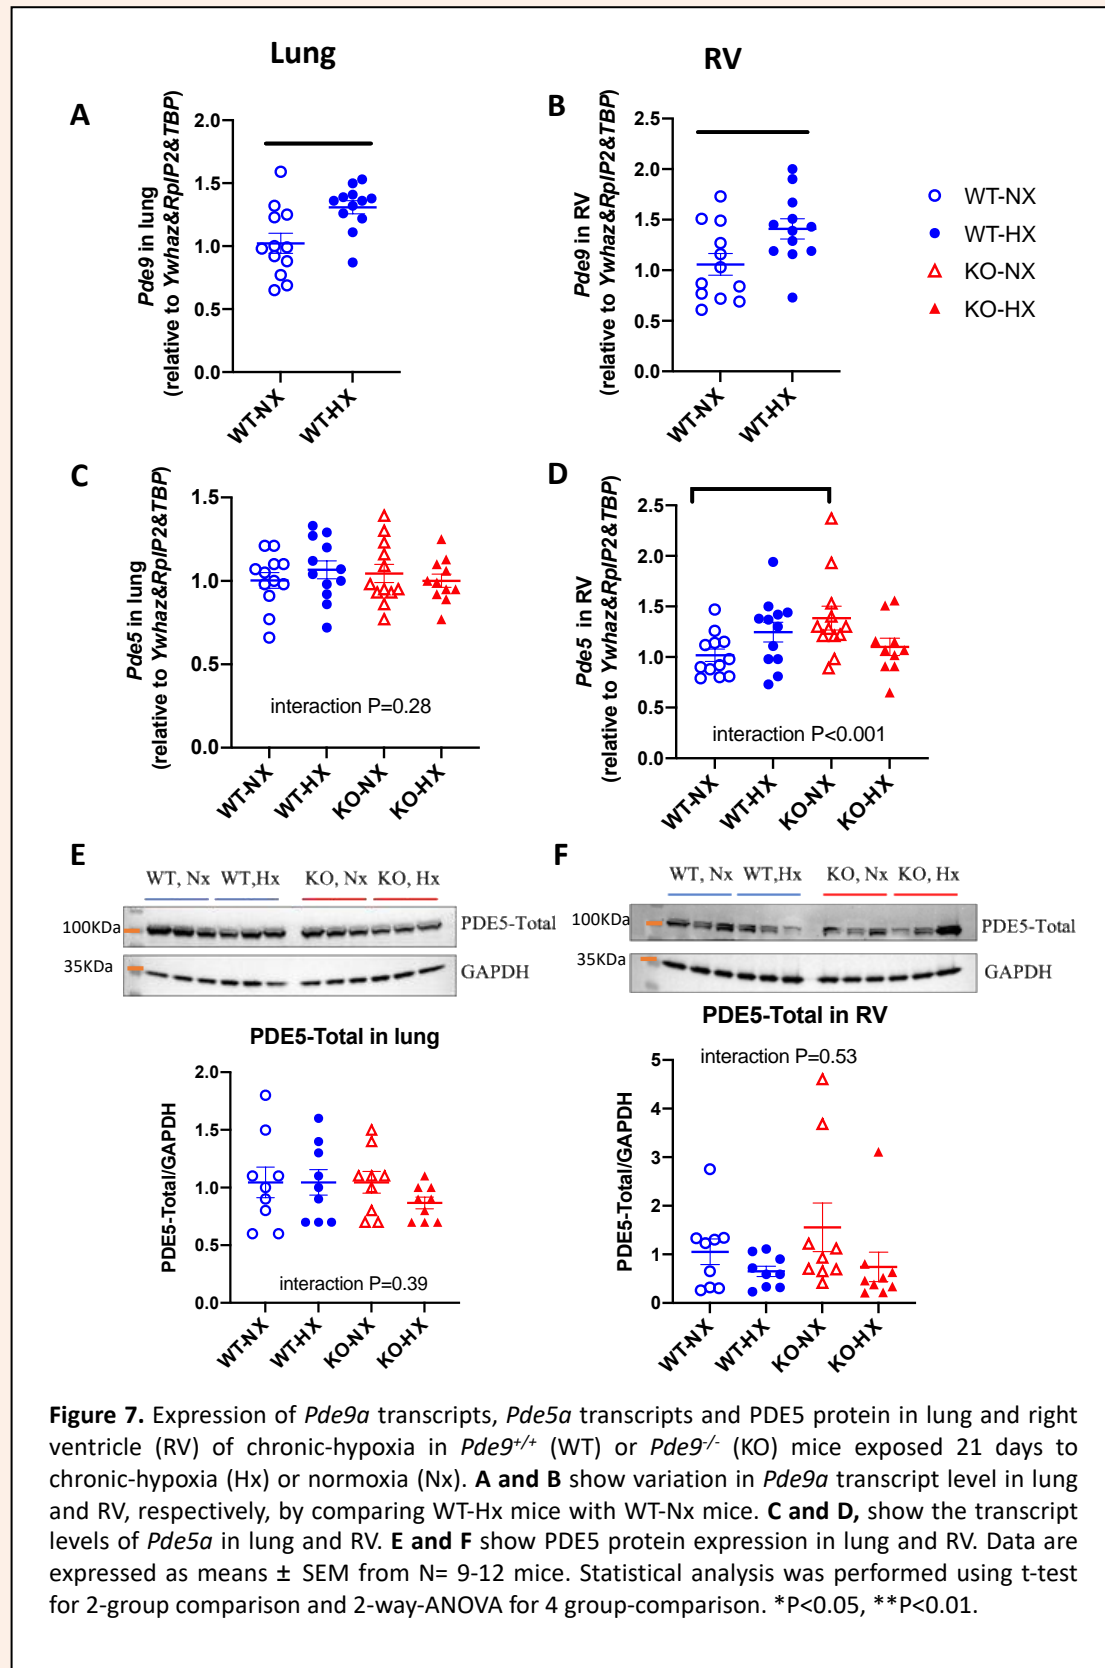 Lung
RV
A
2.0
1.5
1.0
0.5
0.0
Pde9 in lung
(relative to Ywhaz&RplP2&TBP)
WT-NX
WT-HX
B
2.5
2.0
1.5
1.0
0.5
0.0
Pde9 in RV
(relative to Ywhaz&RplP2&TBP)
WT-NX
WT-HX
WT-NX
WT-HX
KO-NX
KO-HX
C
1.5
1.0
0.5
0.0
Pde5 in lung
(relative to Ywhaz&RplP2&TBP)
interaction P=0.28
WT-NX
WT-HX
KO-NX
KO-HX
D
2.5
2.0
1.5
1.0
0.5
0.0
Pde5 in RV
(relative to Ywhaz&RplP2&TBP)
interaction P<0.001
WT-NX
WT-HX
KO-NX
KO-HX
E
WT, Nx WT,Hx KO, Nx KO, Hx
100KDa
PDE5-Total
35KDa
GAPDH
PDE5-Total in lung
2.0
1.5
1.0
0.5
0.0
PDE5-Total/GAPDH
interaction P=0.39
WT-NX
WT-HX
KO-NX
KO-HX
F
WT, Nx WT,Hx KO, Nx KO, Hx
100KDa
PDE5-Total
35KDa
GAPDH
PDE5-Total in RV
interaction P=0.53
5
4
3
2
1
0
PDE5-Total/GAPDH
WT-NX
WT-HX
KO-NX
KO-HX
Figure 7. Expression of Pde9a transcripts, Pde5a transcripts and PDE5 protein in lung and right
ventricle (RV) of chronic-hypoxia in Pde9+/+ (WT) or Pde9-/- (KO) mice exposed 21 days to
chronic-hypoxia (Hx) or normoxia (Nx). A and B show variation in Pde9a transcript level in lung
and RV, respectively, by comparing WT-Hx mice with WT-Nx mice. C and D, show the transcript
levels of Pde5a in lung and RV. E and F show PDE5 protein expression in lung and RV. Data are
expressed as means ± SEM from N= 9-12 mice. Statistical analysis was performed using t-test
for 2-group comparison and 2-way-ANOVA for 4 group-comparison. *P<0.05, **P<0.01.